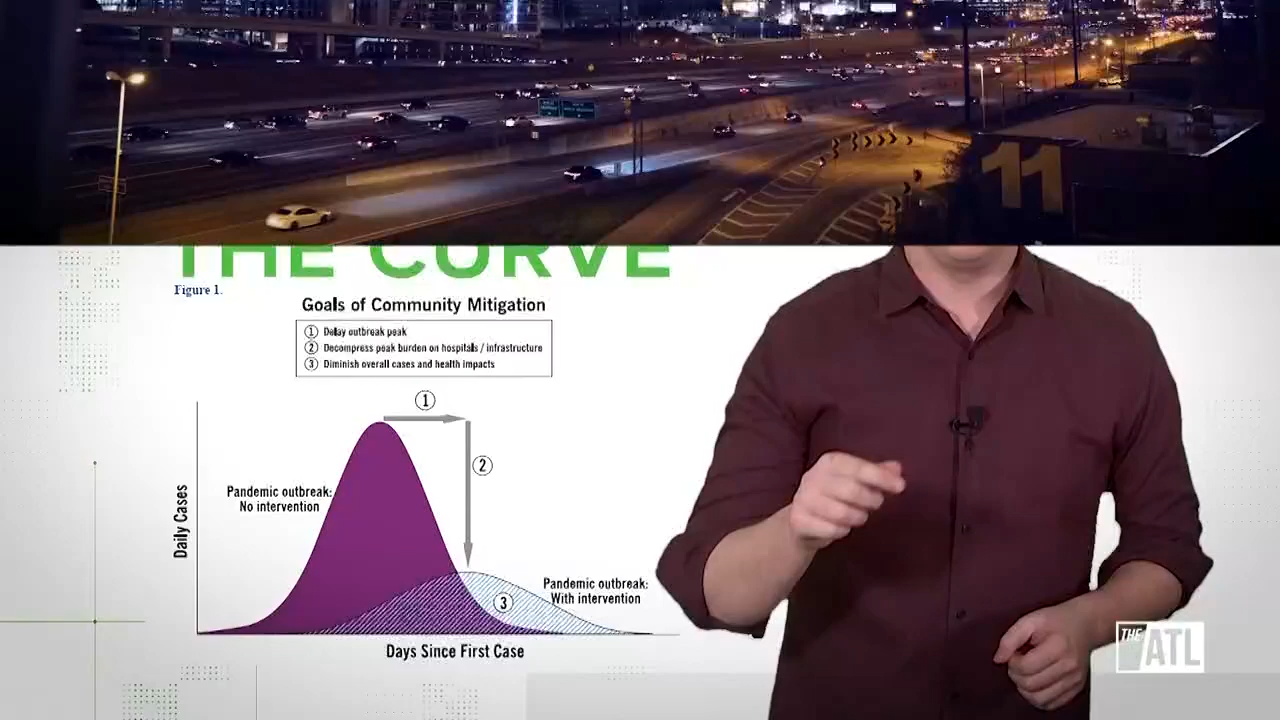 11
THE CURVE
Figure 1.
Goals of Community Mitigation
① Delay outbreak peak
② Decompress peak burden on hospitals / infrastructure
③ Diminish overall cases and health impacts
①
②
Pandemic outbreak:
No intervention
Daily Cases
Pandemic outbreak:
With intervention
③
Days Since First Case
THE ATL